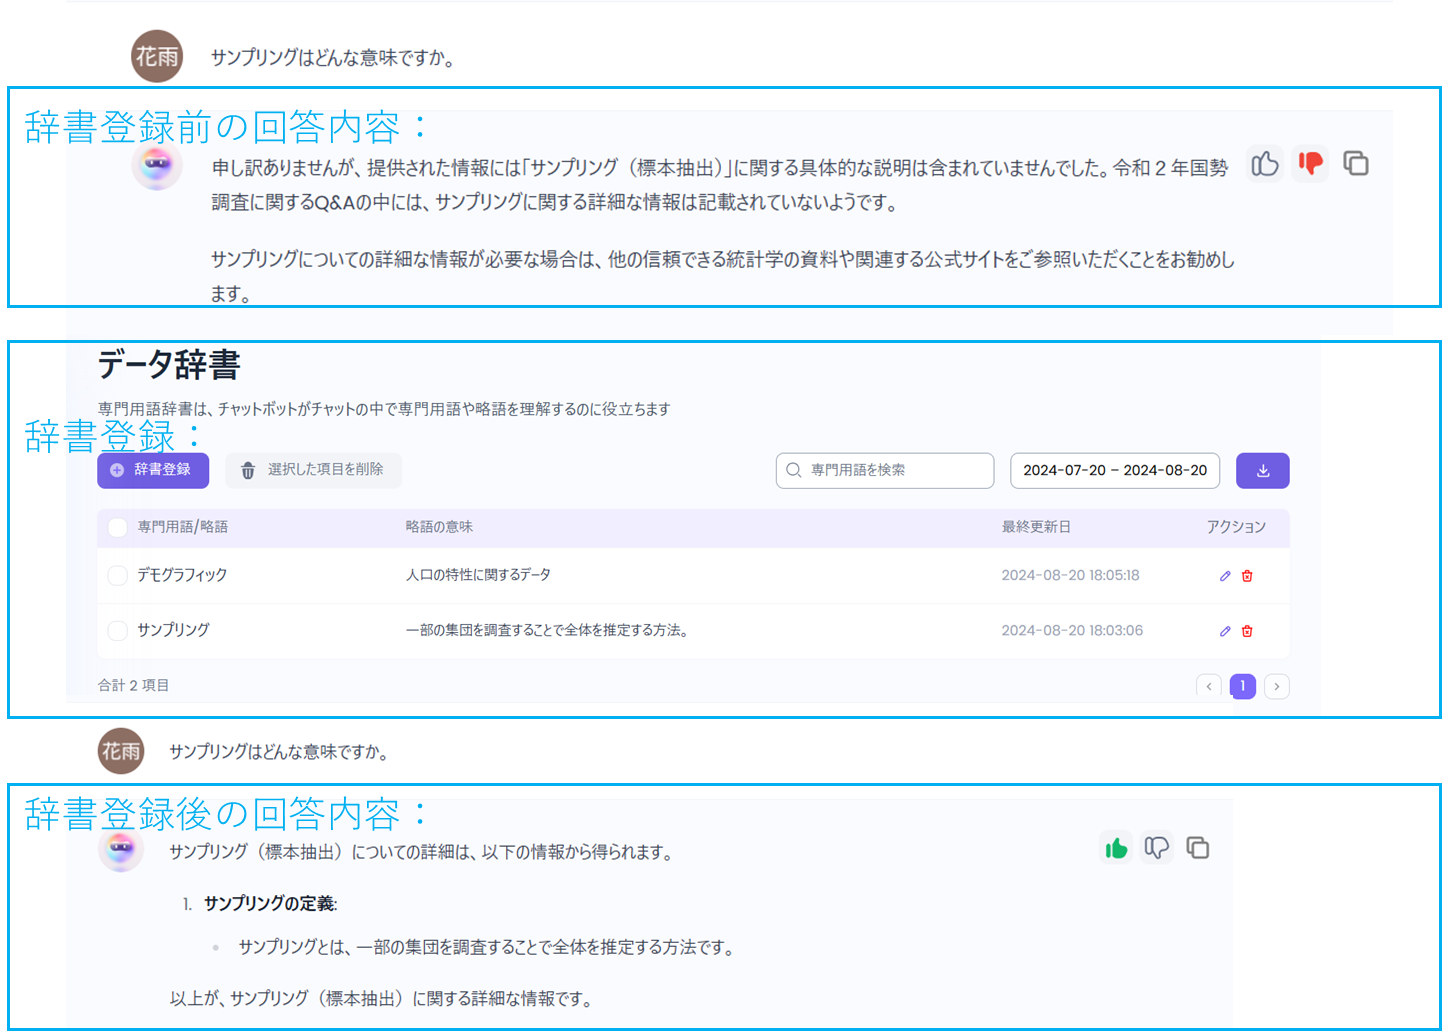 花雨
サンプリングはどんな意味ですか。
辞書登録前の回答内容：
申し訳ありませんが、提供された情報には「サンプリング（標本抽出）」に関する具体的な説明は含まれていませんでした。令和２年国勢
調査に関するQ&Aの中には、サンプリングに関する詳細な情報は記載されていないようです。
サンプリングについての詳細な情報が必要な場合は、他の信頼できる統計学の資料や関連する公式サイトをご参照いただくことをお勧めし
ます。
データ辞書
専門用語辞書は、チャットボットがチャットの中で専門用語や略語を理解するのに役立ちます
辞書登録：
辞書登録 選択した項目を削除 専門用語を検索 2024-07-20 – 2024-08-20
専門用語/略語 略語の意味 最終更新日 アクション
デモグラフィック 人口の特性に関するデータ 2024-08-20 18:05:18
サンプリング 一部の集団を調査することで全体を推定する方法。 2024-08-20 18:03:06
合計 2 項目 < 1 >
花雨
サンプリングはどんな意味ですか。
辞書登録後の回答内容：
サンプリング（標本抽出）についての詳細は、以下の情報から得られます。
1. サンプリングの定義:
サンプリングとは、一部の集団を調査することで全体を推定する方法です。
以上が、サンプリング（標本抽出）に関する詳細な情報です。